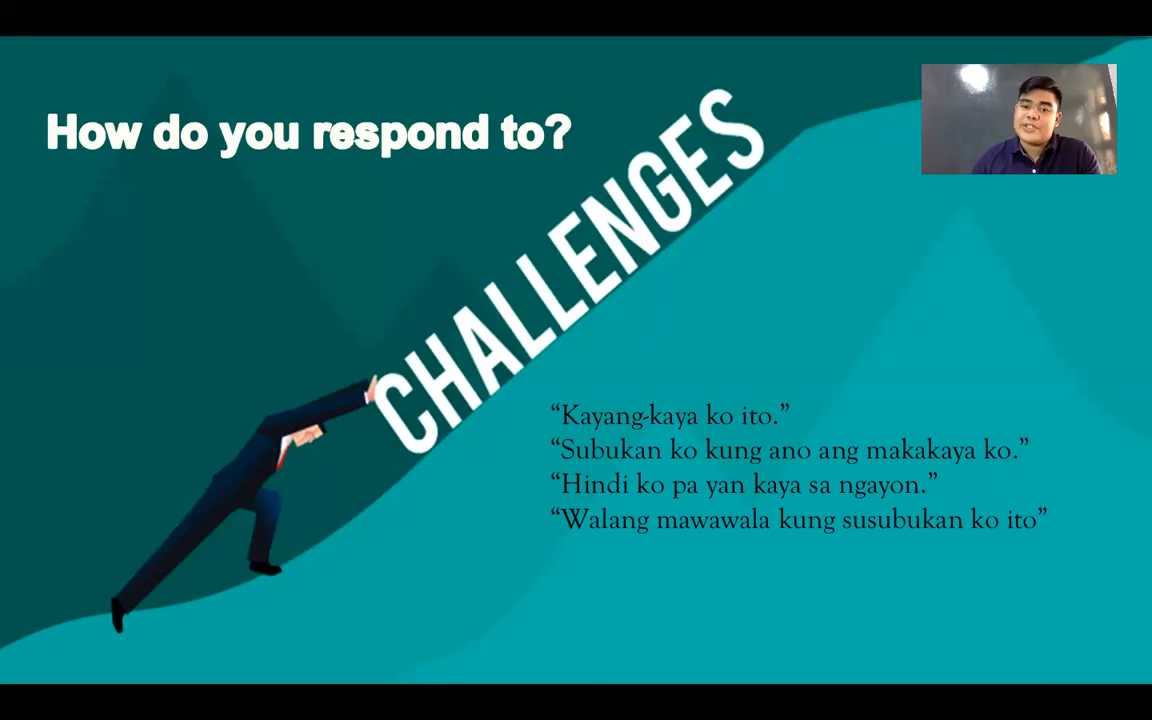 How do you respond to?
CHALLENGES
“Kayang-kaya ko ito.”
“Subukan ko kung ano ang makakaya ko.”
“Hindi ko pa yan kaya sa ngayon.”
“Walang mawawala kung susubukan ko ito”